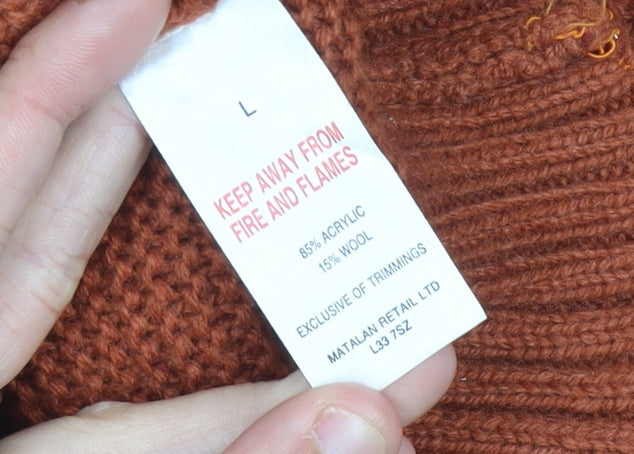 L
KEEP AWAY FROM
FIRE AND FLAMES
85% ACRYLIC
15% WOOL
EXCLUSIVE OF TRIMMINGS
MATALAN RETAIL LTD
L33 7SZ